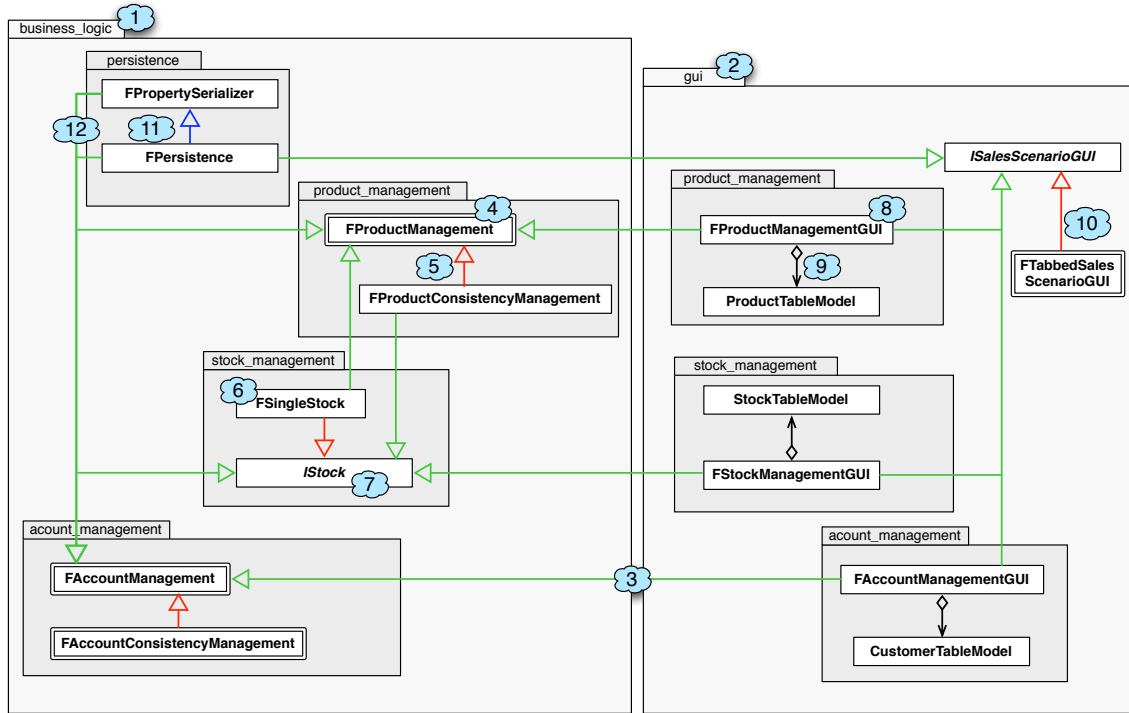 1
business_logic
2
gui
persistence
FPropertySerializer
12
11
FPersistence
ISalesScenarioGUI
product_management
4
FProductManagement
5
FProductConsistencyManagement
product_management
8
FProductManagementGUI
9
ProductTableModel
10
FTabbedSales
ScenarioGUI
stock_management
6
FSingleStock
IStock
7
stock_management
StockTableModel
FStockManagementGUI
acount_management
FAccountManagement
FAccountConsistencyManagement
3
acount_management
FAccountManagementGUI
CustomerTableModel